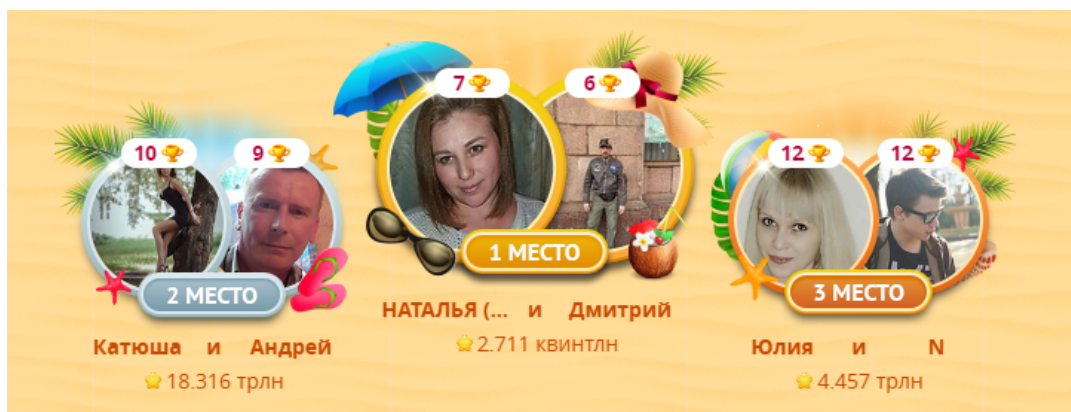 7
6
10
9
12
12
1 МЕСТО
2 МЕСТО
3 МЕСТО
НАТАЛЬЯ (... и Дмитрий
2.711 квинтлн
Катюша и Андрей
18.316 трлн
Юлия и N
4.457 трлн